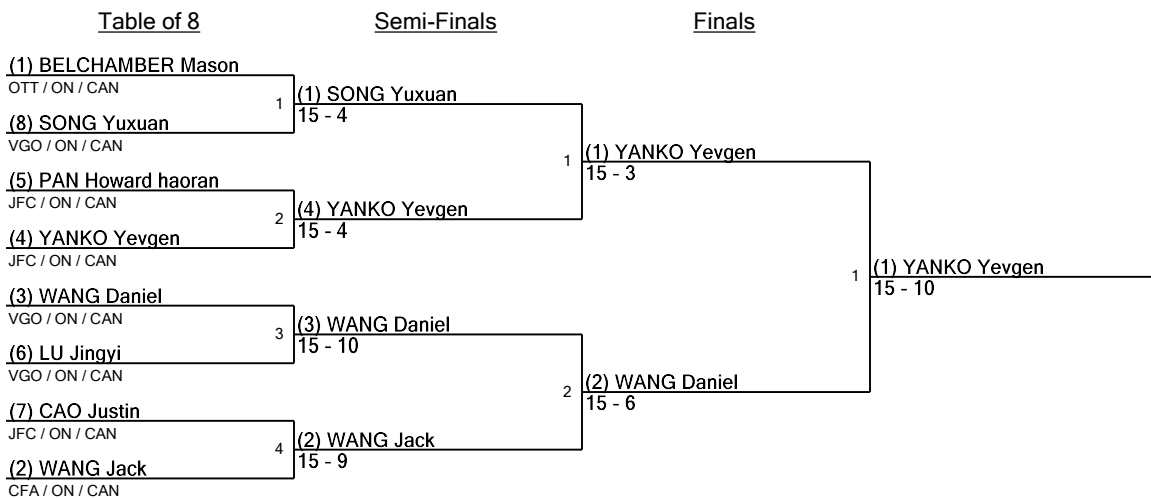 Table of 8
Semi-Finals
Finals
(1) BELCHAMBER Mason
OTT / ON / CAN
1
(8) SONG Yuxuan
VGO / ON / CAN
(5) PAN Howard haoran
JFC / ON / CAN
2
(4) YANKO Yevgen
JFC / ON / CAN
(3) WANG Daniel
VGO / ON / CAN
3
(6) LU Jingyi
VGO / ON / CAN
(7) CAO Justin
JFC / ON / CAN
4
(2) WANG Jack
CFA / ON / CAN
(1) SONG Yuxuan
15 - 4
1
(4) YANKO Yevgen
15 - 4
(3) WANG Daniel
15 - 10
2
(2) WANG Jack
15 - 9
(1) YANKO Yevgen
15 - 3
1
(2) WANG Daniel
15 - 6
(1) YANKO Yevgen
15 - 10